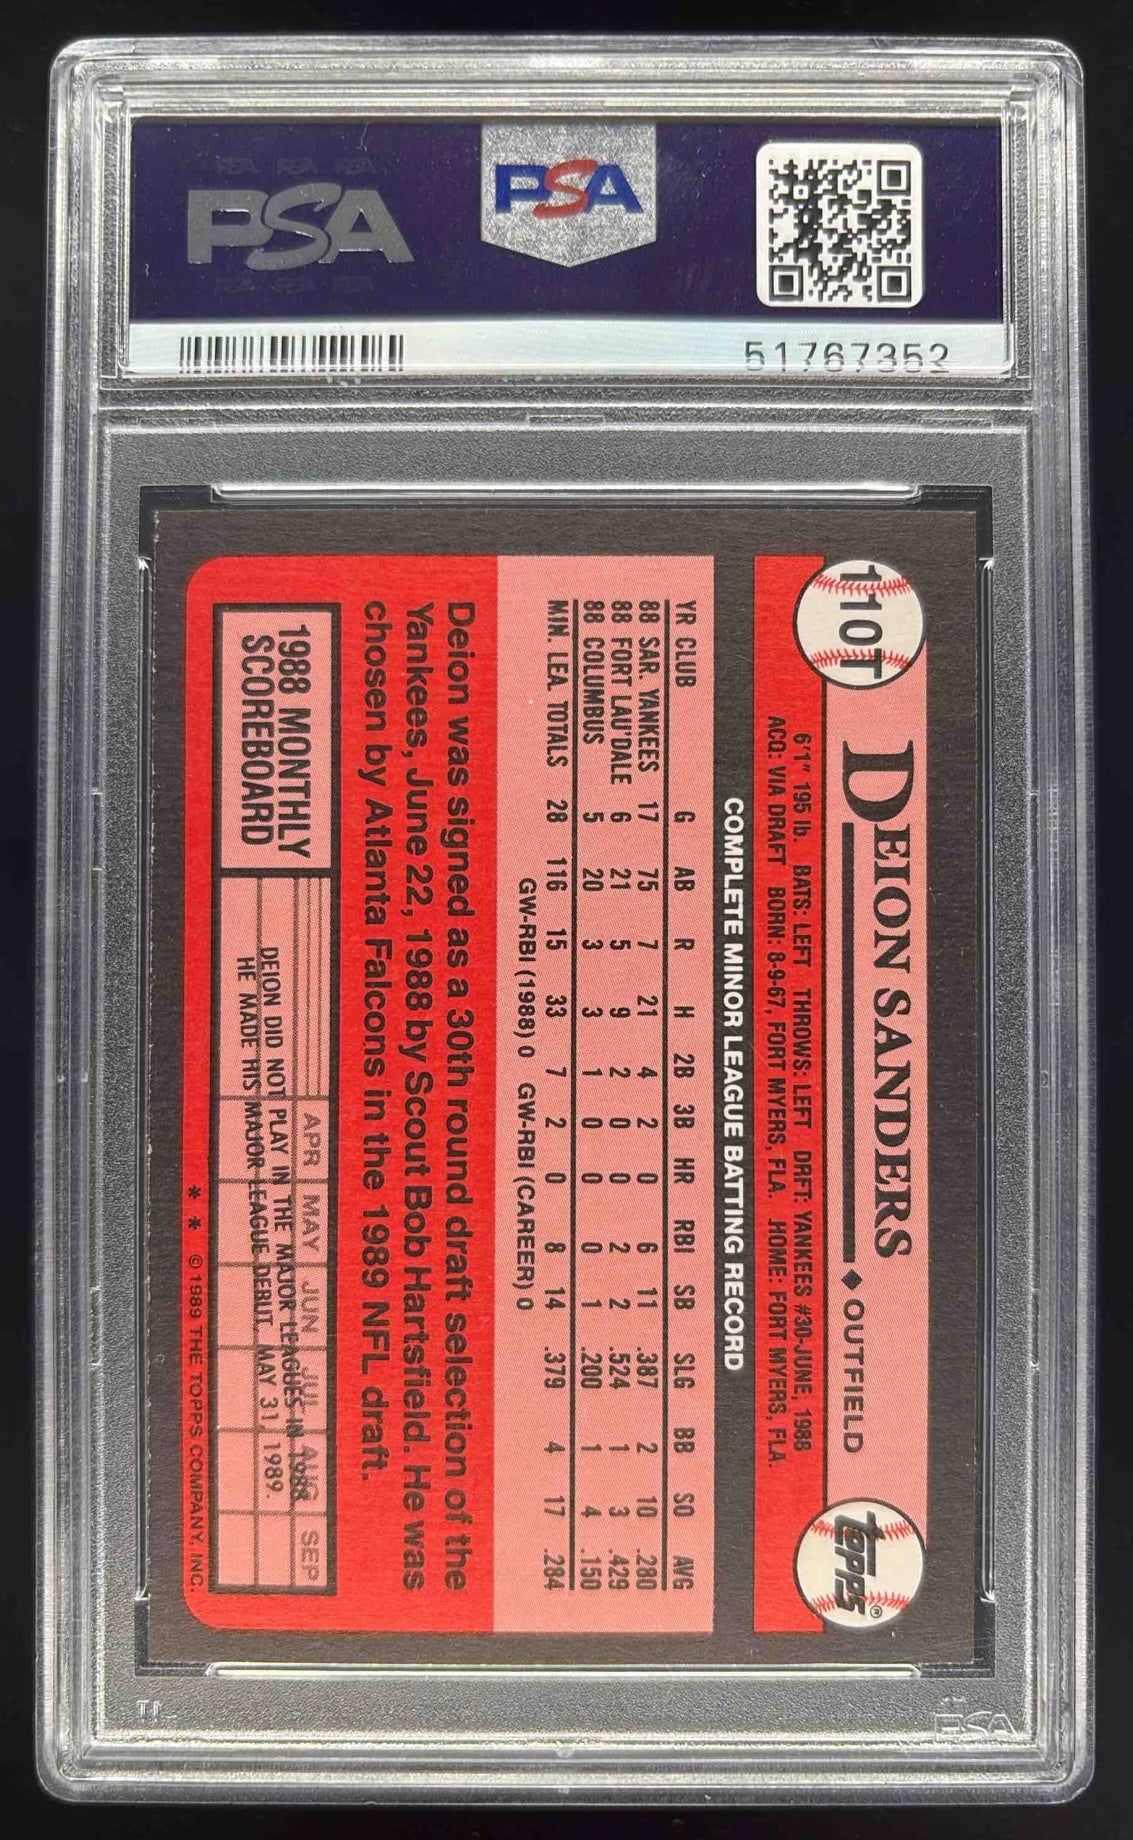 PSA
PSA
51767352
110T
DEION SANDERS ◆ OUTFIELD
topps®
6'1" 195 lb. BATS: LEFT THROWS: LEFT DRFT: YANKEES #30-JUNE, 1988
ACQ: VIA DRAFT BORN: 8-9-67, FORT MYERS, FLA. HOME: FORT MYERS, FLA.
COMPLETE MINOR LEAGUE BATTING RECORD
YR CLUB G AB R H 2B 3B HR RBI SB SLG BB SO AVG
88 SAR. YANKEES 17 75 7 21 4 2 0 6 11 .387 2 10 .280
88 FORT LAU'DALE 6 21 5 9 2 0 0 2 2 .524 1 3 .429
88 COLUMBUS 5 20 3 3 1 0 0 0 1 .200 1 4 .150
MIN. LEA. TOTALS 28 116 15 33 7 2 0 8 14 .379 4 17 .284
GW-RBI (1988) 0 GW-RBI (CAREER) 0
Deion was signed as a 30th round draft selection of the
Yankees, June 22, 1988 by Scout Bob Hartsfield. He was
chosen by Atlanta Falcons in the 1989 NFL draft.
1988 MONTHLY
SCOREBOARD
APR MAY JUN JUL AUG SEP
DEION DID NOT PLAY IN THE MAJOR LEAGUES IN 1988
HE MADE HIS MAJOR LEAGUE DEBUT, MAY 31, 1989.
* * © 1989 THE TOPPS COMPANY, INC.
PSA